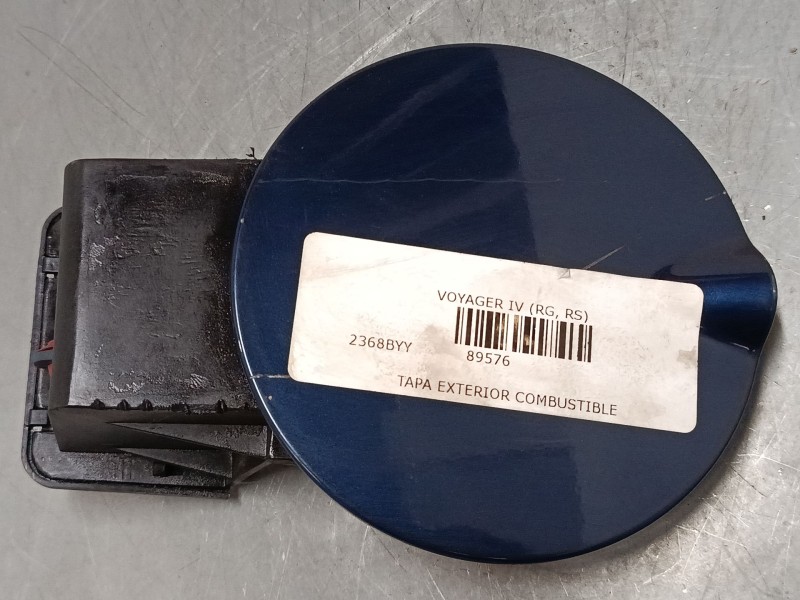 VOYAGER IV (RG, RS)
2368BYY
89576
TAPA EXTERIOR COMBUSTIBLE